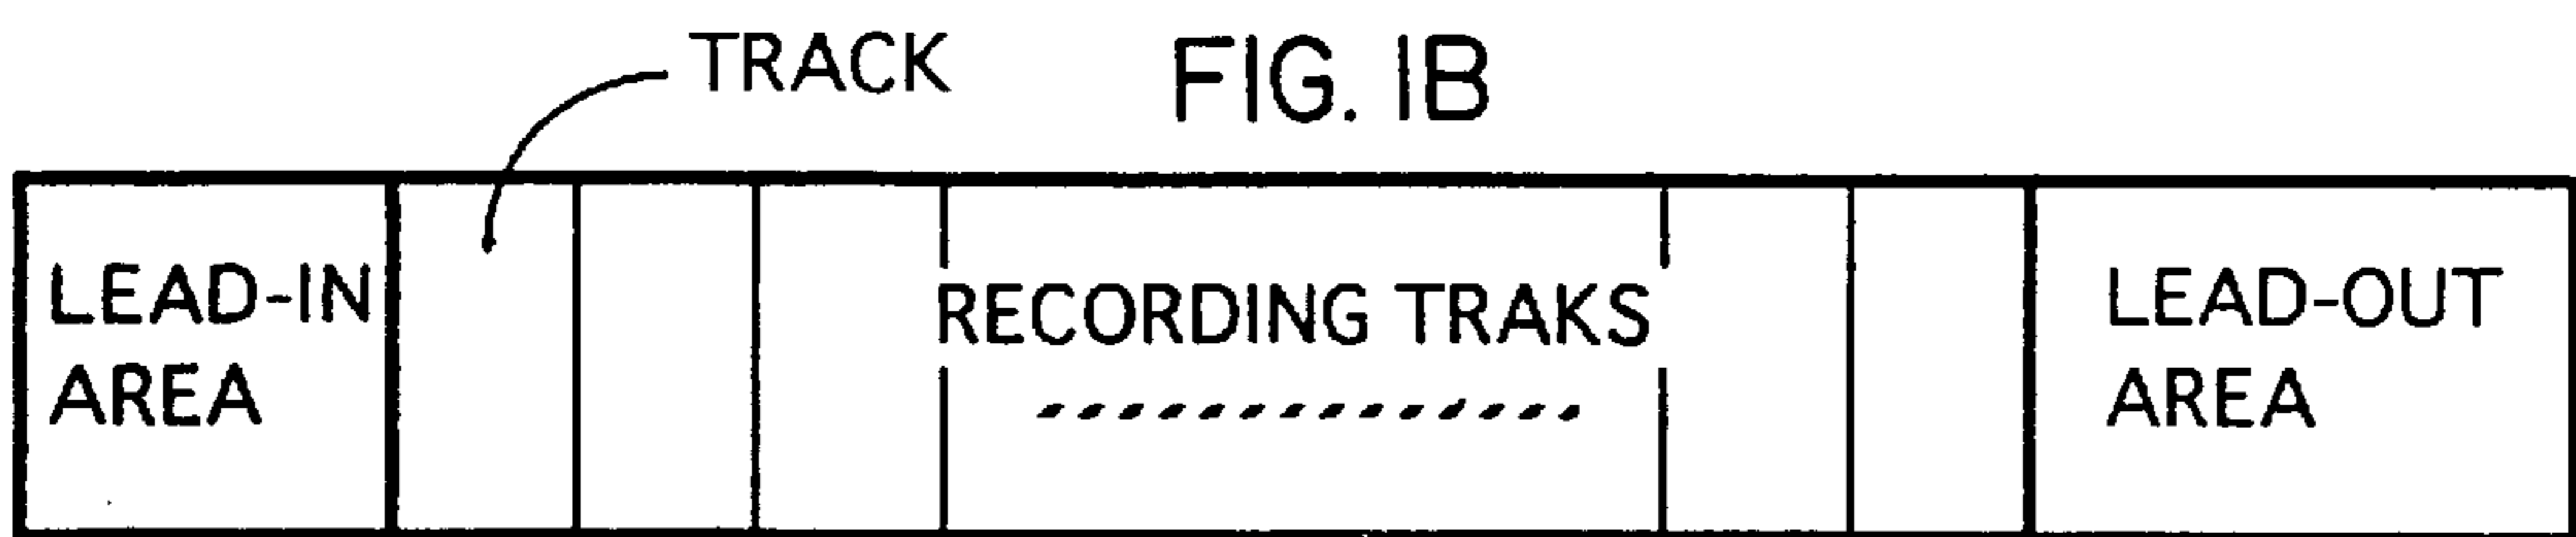 TRACK
FIG. 1B
LEAD-IN
AREA
RECORDING TRAKS
LEAD-OUT
AREA